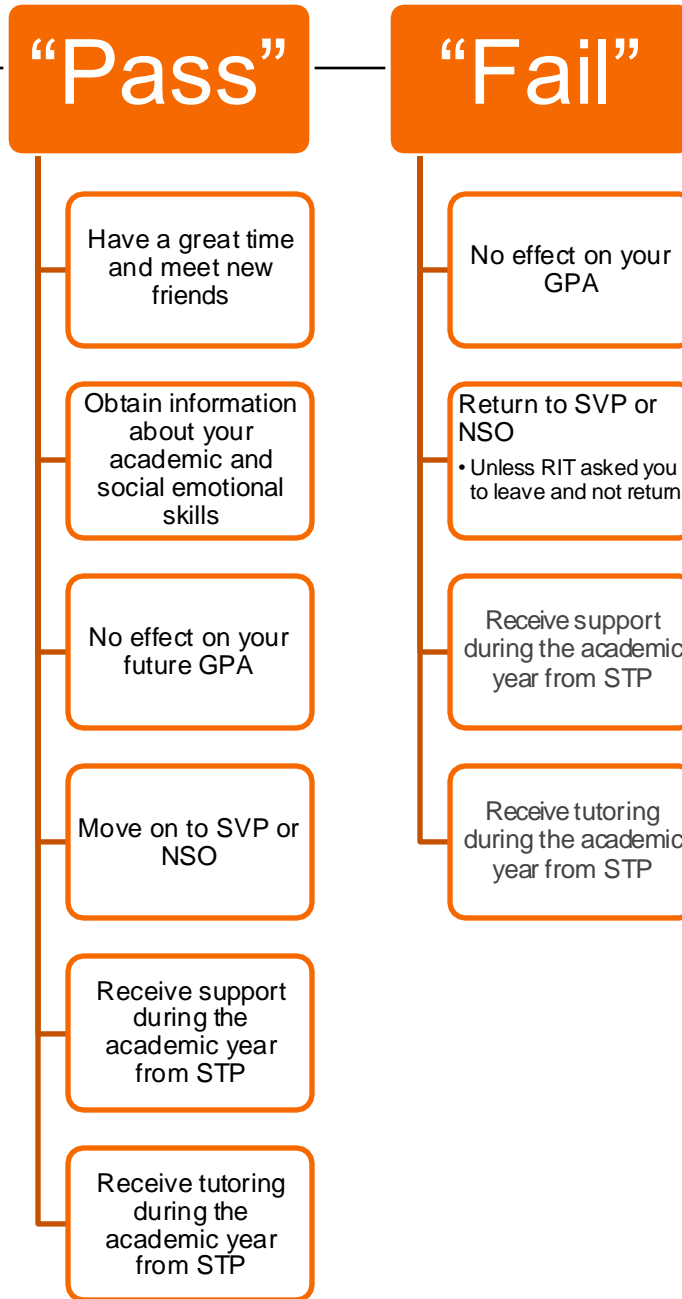 “Pass”
Have a great time
and meet new
friends
Obtain information
about your
academic and
social emotional
skills
No effect on your
future GPA
Move on to SVP or
NSO
Receive support
during the
academic year
from STP
Receive tutoring
during the
academic year
from STP
“Fail”
No effect on your
GPA
Return to SVP or
NSO
• Unless RIT asked you
to leave and not return
Receive support
during the academic
year from STP
Receive tutoring
during the academic
year from STP